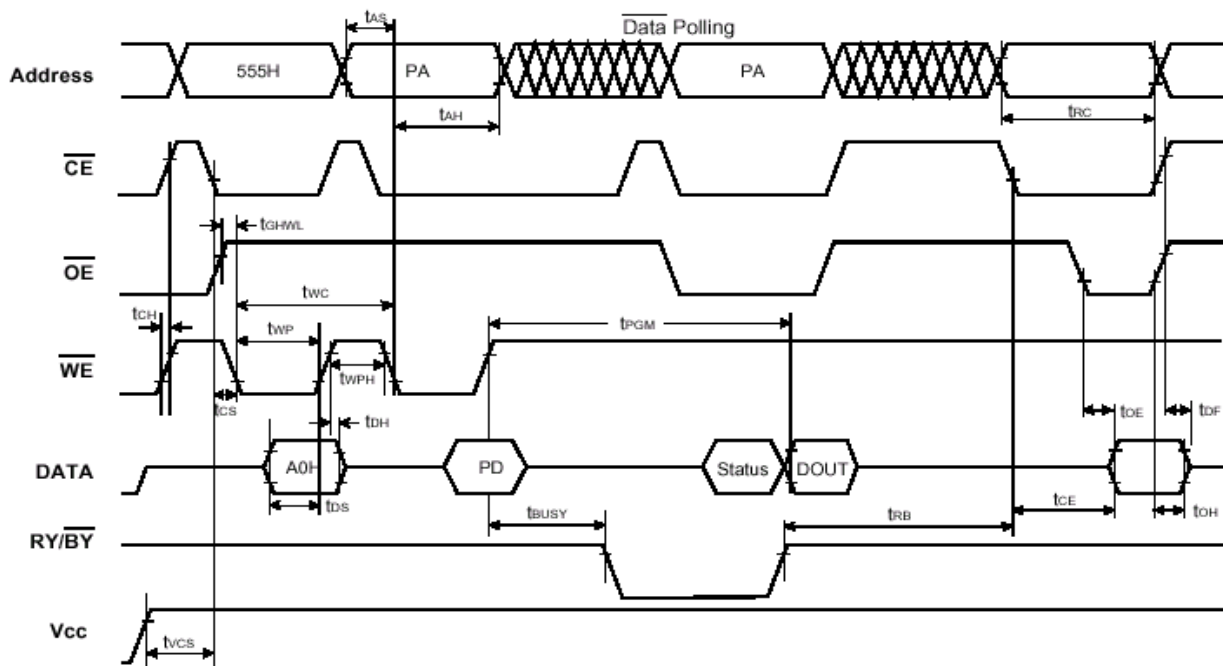 tAS
Data Polling
Address 555H PA PA
tAH tRC
CE
tGHWL
OE
tWC
tCH tWP tPGM
WE
tWPH
tCS tDH tOE tDF
DATA A0H PD Status DOUT
tDS tBUSY tRB tCE tOH
RY/BY
Vcc
tVCS